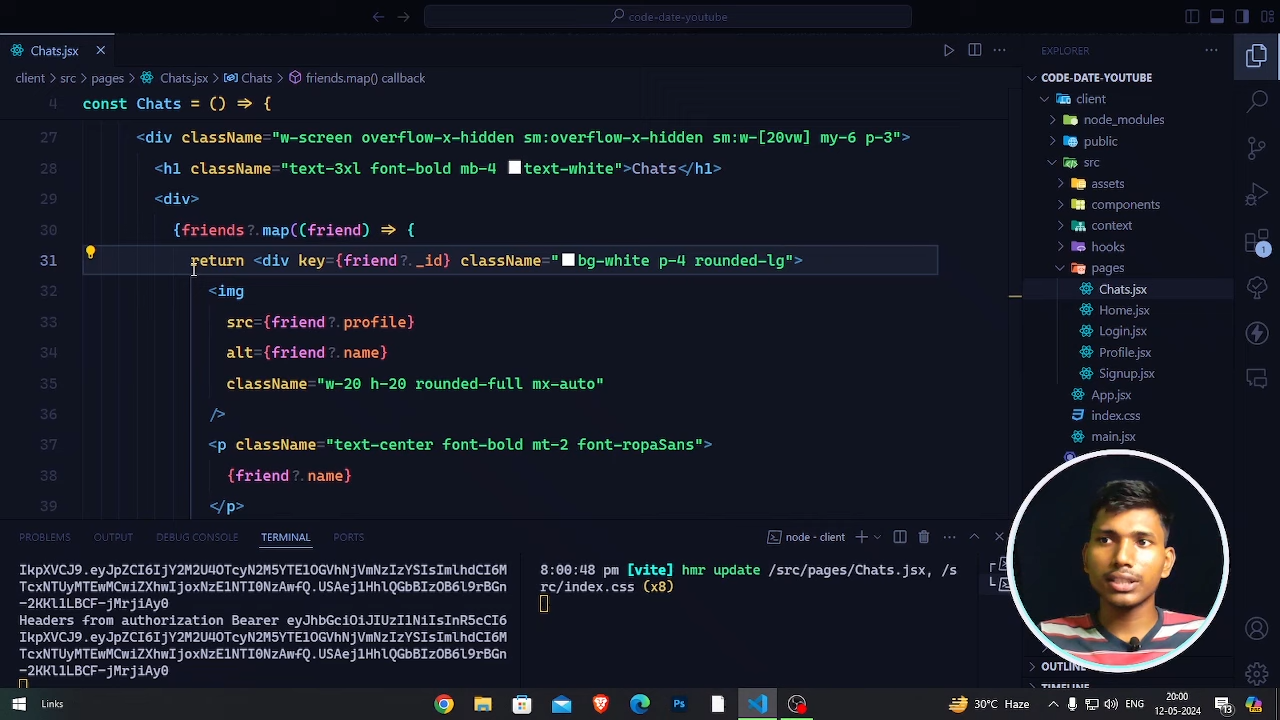 code-date-youtube
Chats.jsx
EXPLORER
client > src > pages > Chats.jsx > Chats > friends.map() callback
CODE-DATE-YOUTUBE
4 const Chats = () => {
27 <div className="w-screen overflow-x-hidden sm:overflow-x-hidden sm:w-[20vw] my-6 p-3">
28 <h1 className="text-3xl font-bold mb-4 text-white">Chats</h1>
29 <div>
30 {friends?.map((friend) => {
31 return <div key={friend?._id} className="bg-white p-4 rounded-lg">
32 <img
33 src={friend?.profile}
34 alt={friend?.name}
35 className="w-20 h-20 rounded-full mx-auto"
36 />
37 <p className="text-center font-bold mt-2 font-ropaSans">
38 {friend?.name}
39 </p>
client
node_modules
public
src
assets
components
context
hooks
1
pages
Chats.jsx
Home.jsx
Login.jsx
Profile.jsx
Signup.jsx
App.jsx
index.css
main.jsx
PROBLEMS OUTPUT DEBUG CONSOLE TERMINAL PORTS
node - client
IkpXVCJ9.eyJpZCI6IjY2M2U4OTcyN2M5YTE1OGVhNjVmNzIzYSIsImlhdCI6M
TcxNTUyMTEwMCwiZXhwIjoxNzE1NTI0NzAwfQ.USAej1HhlQGbBIzOB6l9rBGn
-2KKl1LBCF-jMrjiAy0
Headers from authorization Bearer eyJhbGciOiJIUzI1NiIsInR5cCI6
IkpXVCJ9.eyJpZCI6IjY2M2U4OTcyN2M5YTE1OGVhNjVmNzIzYSIsImlhdCI6M
TcxNTUyMTEwMCwiZXhwIjoxNzE1NTI0NzAwfQ.USAej1HhlQGbBIzOB6l9rBGn
-2KKl1LBCF-jMrjiAy0
8:00:48 pm [vite] hmr update /src/pages/Chats.jsx, /s
rc/index.css (x8)
OUTLINE
TIMELINE
Links
Ps
30°C Haze
ENG
20:00
12-05-2024
3